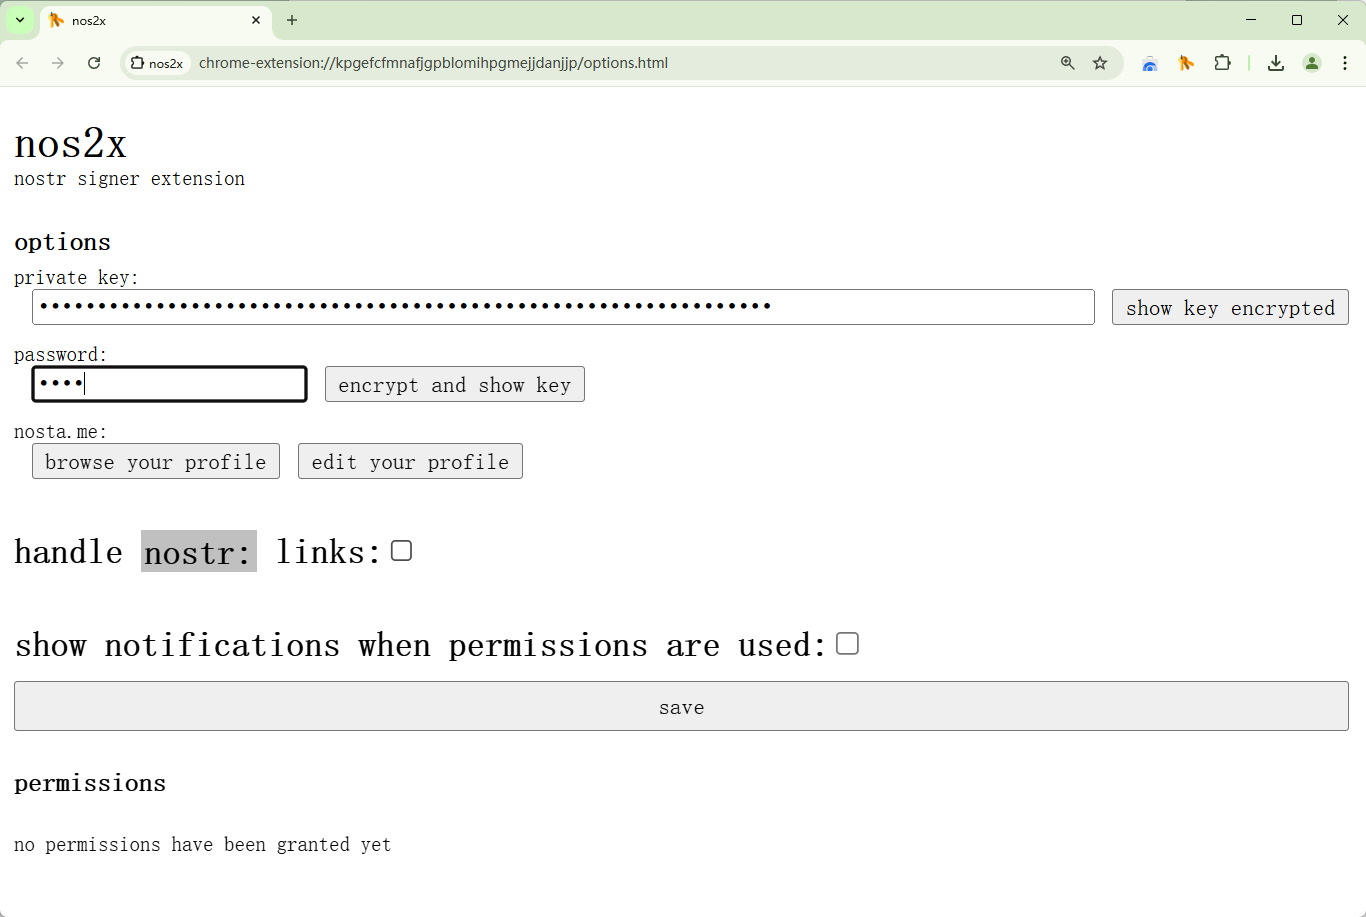 nos2x
nos2x chrome-extension://kpgefcfmnafjgpblomihpgmejjdanjjp/options.html
nos2x
nostr signer extension
options
private key:
•••••••••••••••••••••••••••••••••••••••••••••••••••••••••••••••
show key encrypted
password:
••••
encrypt and show key
nosta.me:
browse your profile edit your profile
handle nostr: links:
show notifications when permissions are used:
save
permissions
no permissions have been granted yet